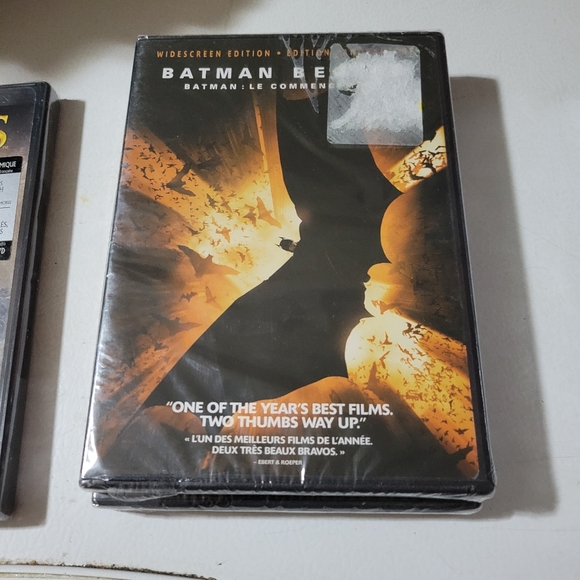 WIDESCREEN EDITION • EDITION
BATMAN BE
BATMAN : LE COMMEN
"ONE OF THE YEAR'S BEST FILMS.
TWO THUMBS WAY UP."
« L'UN DES MEILLEURS FILMS DE L'ANNÉE.
DEUX TRÈS BEAUX BRAVOS. »
– EBERT & ROEPER
S
MIQUE